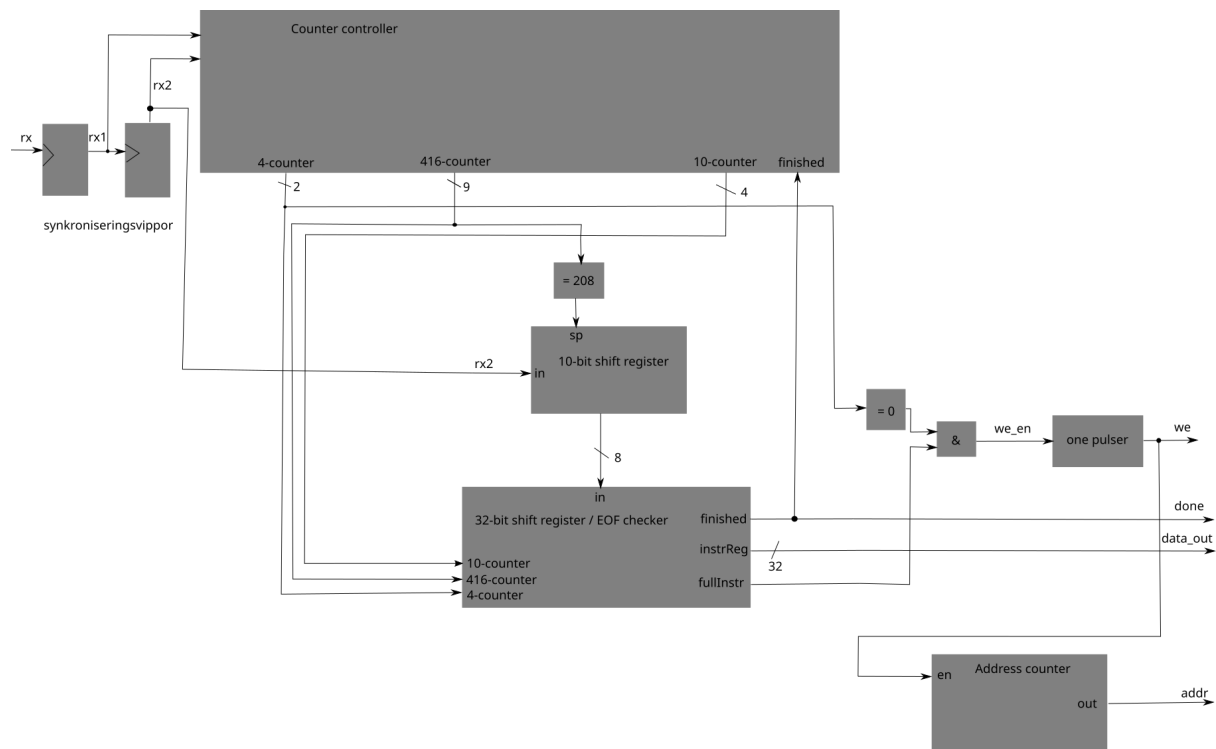 Counter controller
rx2
rx
rx1
4-counter
416-counter
10-counter
finished
2
9
4
synkroniseringsvippor
= 208
sp
10-bit shift register
rx2
in
= 0
&
we_en
one pulser
we
8
in
32-bit shift register / EOF checker
finished
done
data_out
instrReg
32
10-counter
416-counter
fullInstr
4-counter
Address counter
en
out
addr